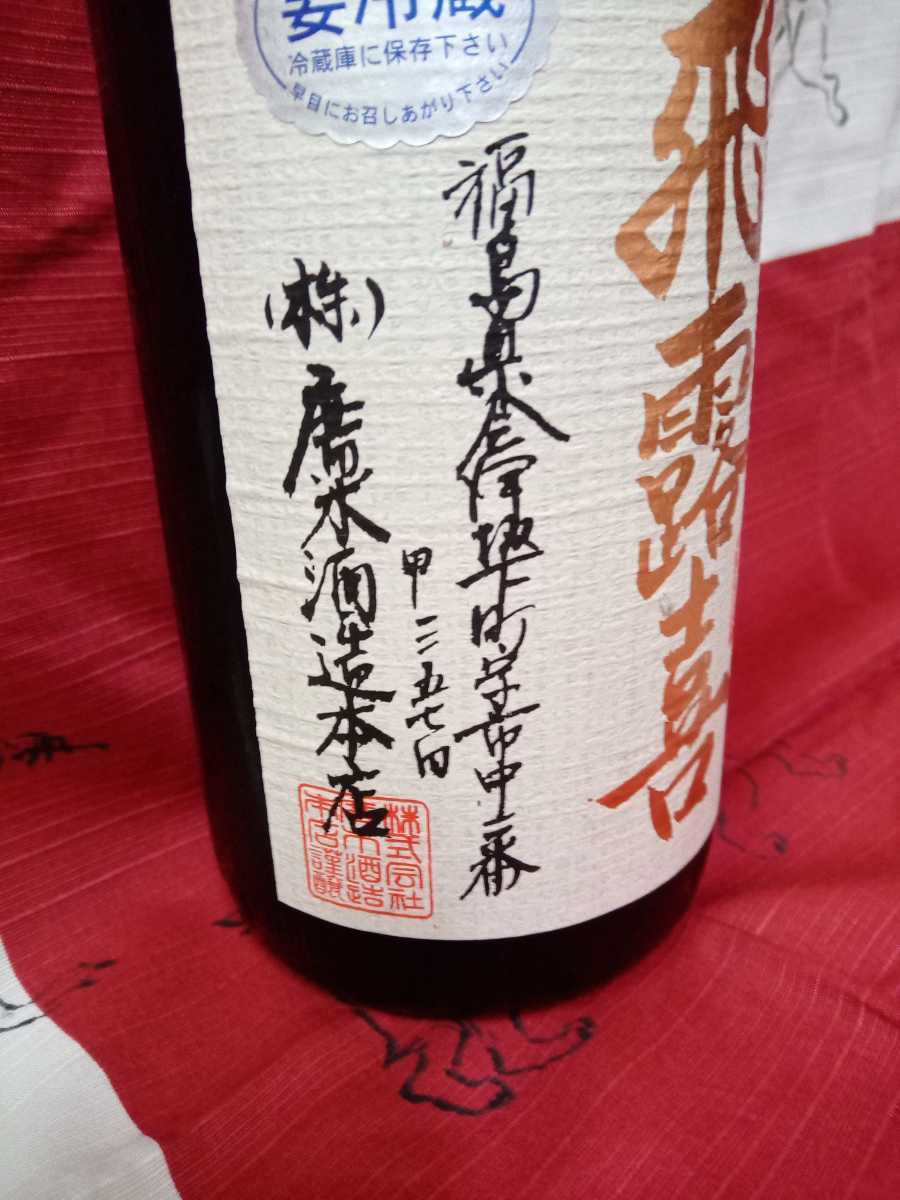 要冷蔵
冷蔵庫に保存下さい
早目にお召しあがり下さい
飛露喜
福島県会津坂下町字市中二番
甲三五七四
(株)廣木酒造本店
株式会社
廣木酒造
本店謹醸